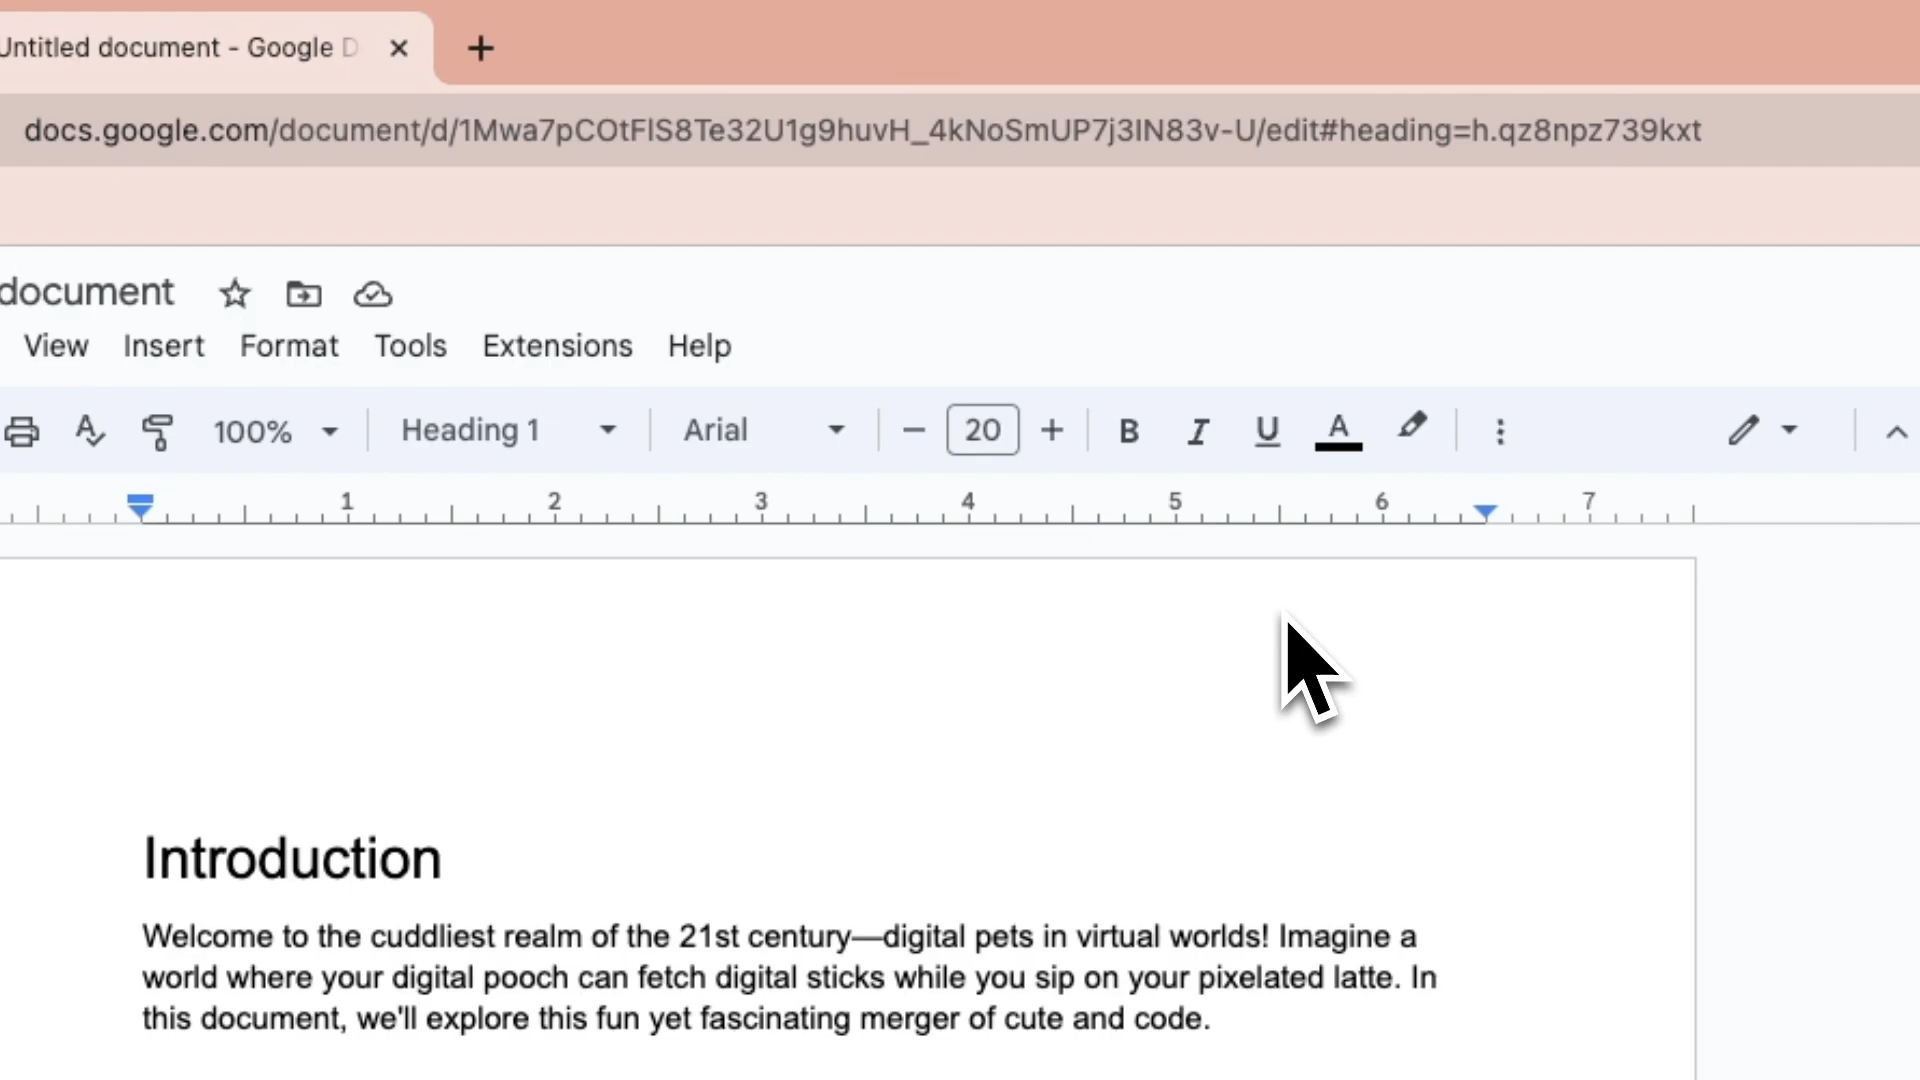 Untitled document - Google D
docs.google.com/document/d/1Mwa7pCOtFlS8Te32U1g9huvH_4kNoSmUP7j3lN83v-U/edit#heading=h.qz8npz739kxt
document
View Insert Format Tools Extensions Help
100% Heading 1 Arial 20 B I U A
1 2 3 4 5 6 7
Introduction
Welcome to the cuddliest realm of the 21st century—digital pets in virtual worlds! Imagine a
world where your digital pooch can fetch digital sticks while you sip on your pixelated latte. In
this document, we'll explore this fun yet fascinating merger of cute and code.